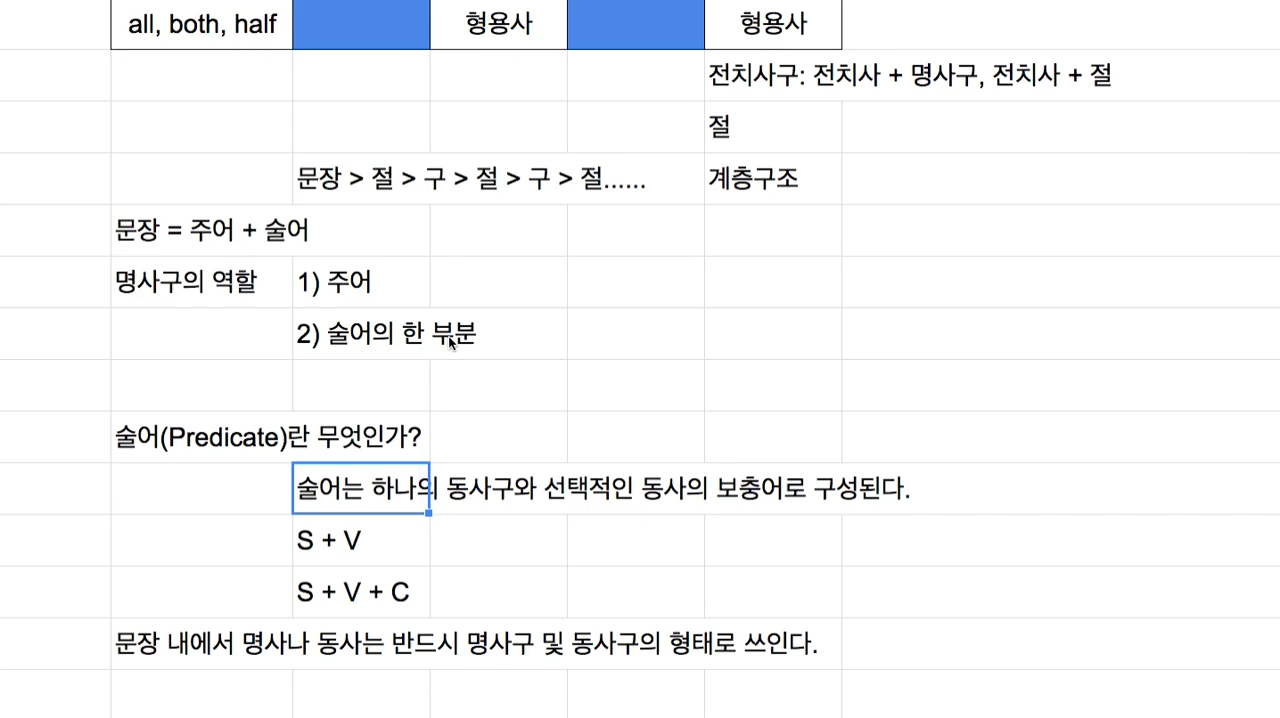 all, both, half 형용사 형용사
전치사구: 전치사 + 명사구, 전치사 + 절
절
문장 > 절 > 구 > 절 > 구 > 절...... 계층구조
문장 = 주어 + 술어
명사구의 역할 1) 주어
2) 술어의 한 부분
술어(Predicate)란 무엇인가?
술어는 하나의 동사구와 선택적인 동사의 보충어로 구성된다.
S + V
S + V + C
문장 내에서 명사나 동사는 반드시 명사구 및 동사구의 형태로 쓰인다.